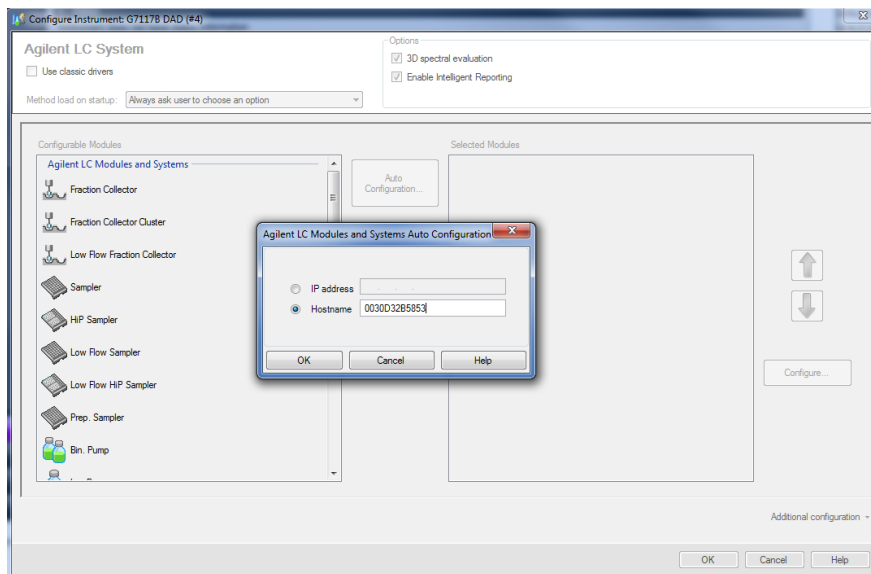 Configure Instrument: G7117B DAD (#4)
Agilent LC System
Use classic drivers
Method load on startup: Always ask user to choose an option
Options
3D spectral evaluation
Enable Intelligent Reporting
Configurable Modules
Selected Modules
Agilent LC Modules and Systems
Fraction Collector
Fraction Collector Cluster
Low Flow Fraction Collector
Sampler
HiP Sampler
Low Flow Sampler
Low Flow HiP Sampler
Prep. Sampler
Bin. Pump
Auto
Configuration...
Agilent LC Modules and Systems Auto Configuration
IP address
Hostname 0030D32B5853
OK Cancel Help
Configure...
Additional configuration
OK Cancel Help